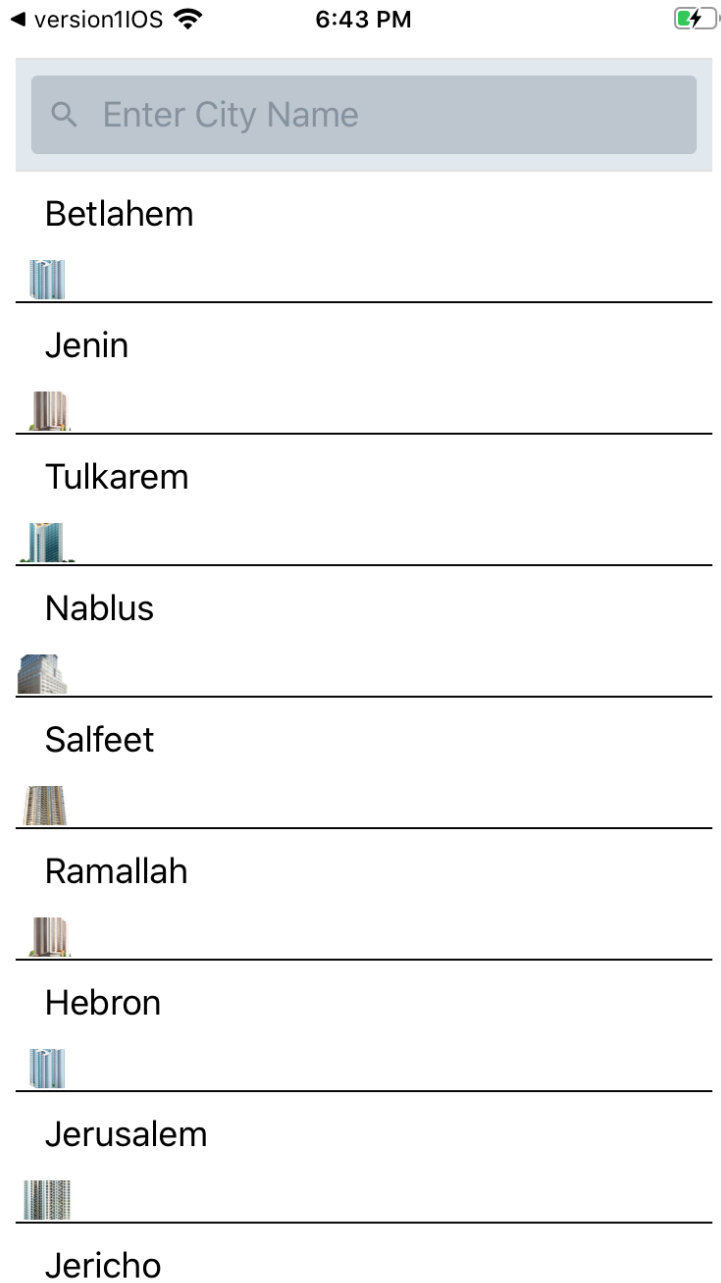 version1IOS
6:43 PM
Enter City Name
Betlahem
Jenin
Tulkarem
Nablus
Salfeet
Ramallah
Hebron
Jerusalem
Jericho